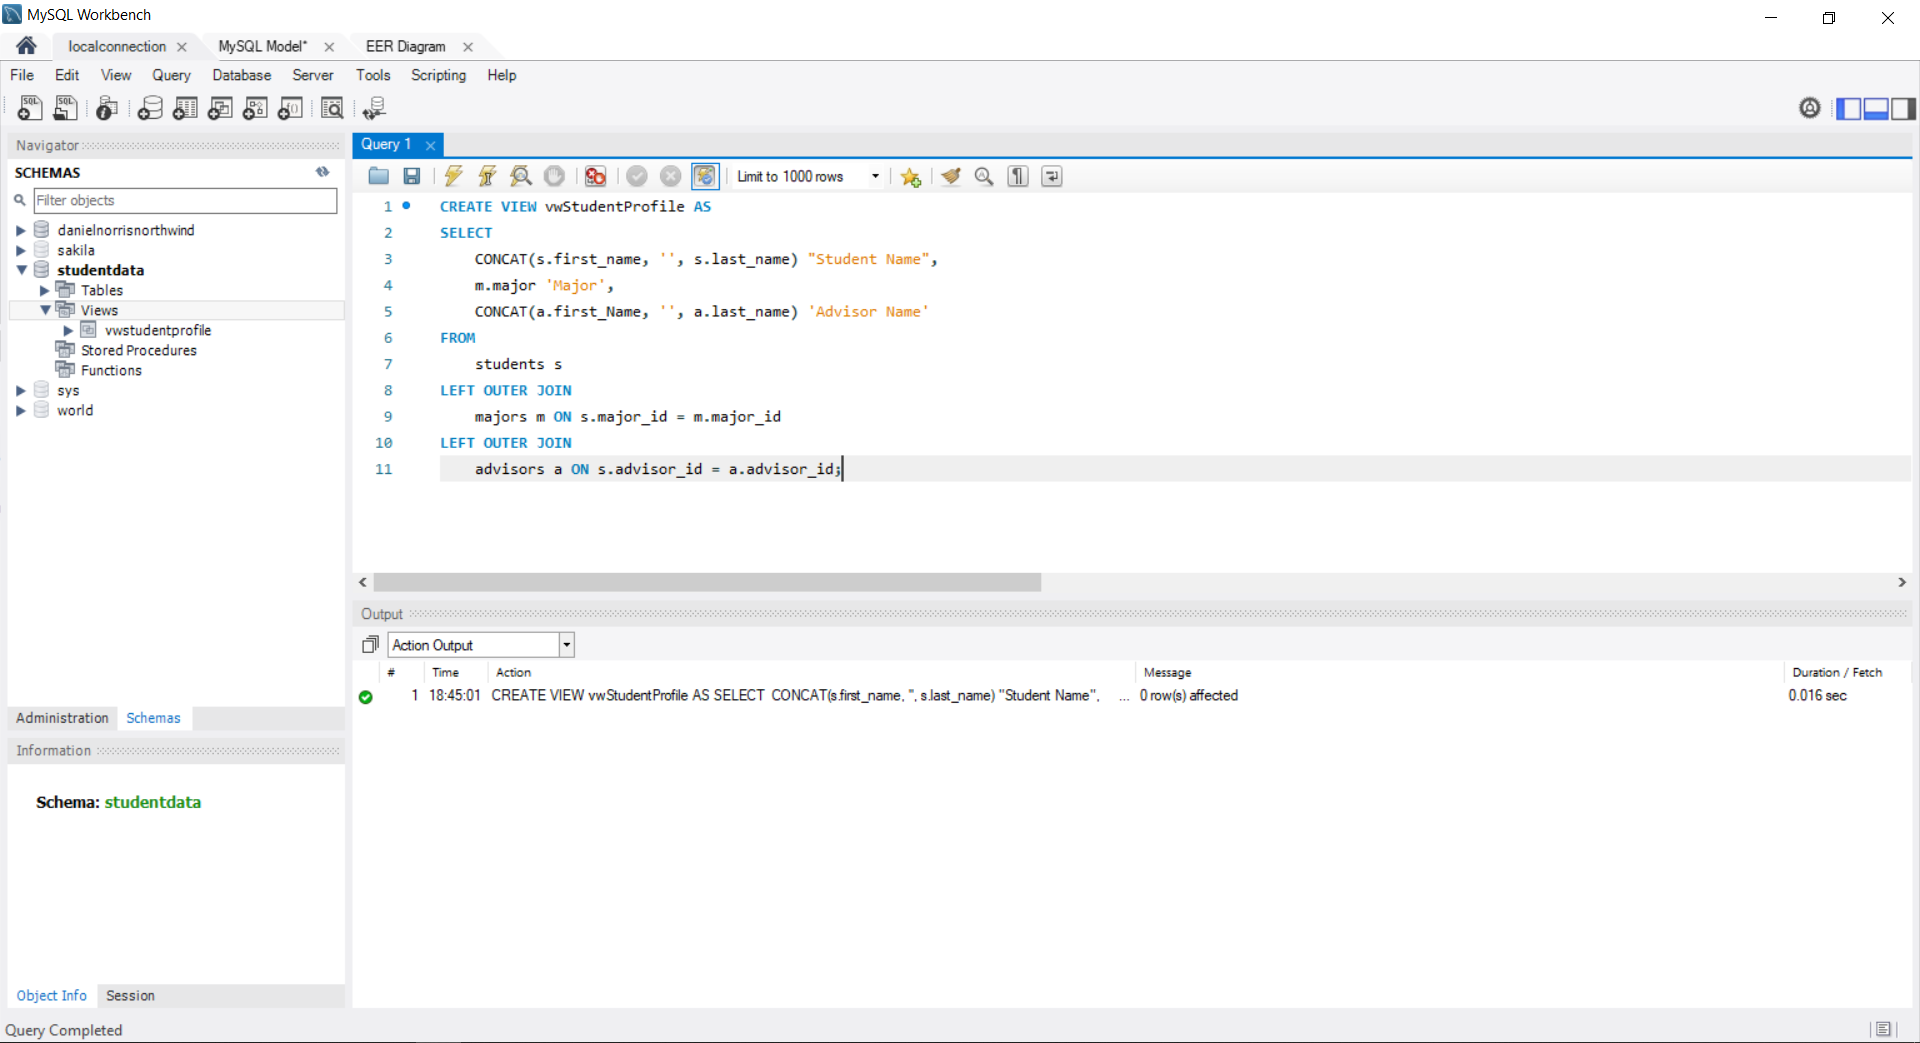 MySQL Workbench
localconnection
MySQL Model*
EER Diagram
File Edit View Query Database Server Tools Scripting Help
Navigator
SCHEMAS
Filter objects
danielnorrisnorthwind
sakila
studentdata
Tables
Views
vwstudentprofile
Stored Procedures
Functions
sys
world
Administration Schemas
Information
Schema: studentdata
Object Info Session
Query 1
Limit to 1000 rows
1 CREATE VIEW vwStudentProfile AS
2 SELECT
3 CONCAT(s.first_name, '', s.last_name) "Student Name",
4 m.major 'Major',
5 CONCAT(a.first_Name, '', a.last_name) 'Advisor Name'
6 FROM
7 students s
8 LEFT OUTER JOIN
9 majors m ON s.major_id = m.major_id
10 LEFT OUTER JOIN
11 advisors a ON s.advisor_id = a.advisor_id;
Output
Action Output
# Time Action Message Duration / Fetch
1 18:45:01 CREATE VIEW vwStudentProfile AS SELECT CONCAT(s.first_name, '', s.last_name) "Student Name", ... 0 row(s) affected 0.016 sec
Query Completed